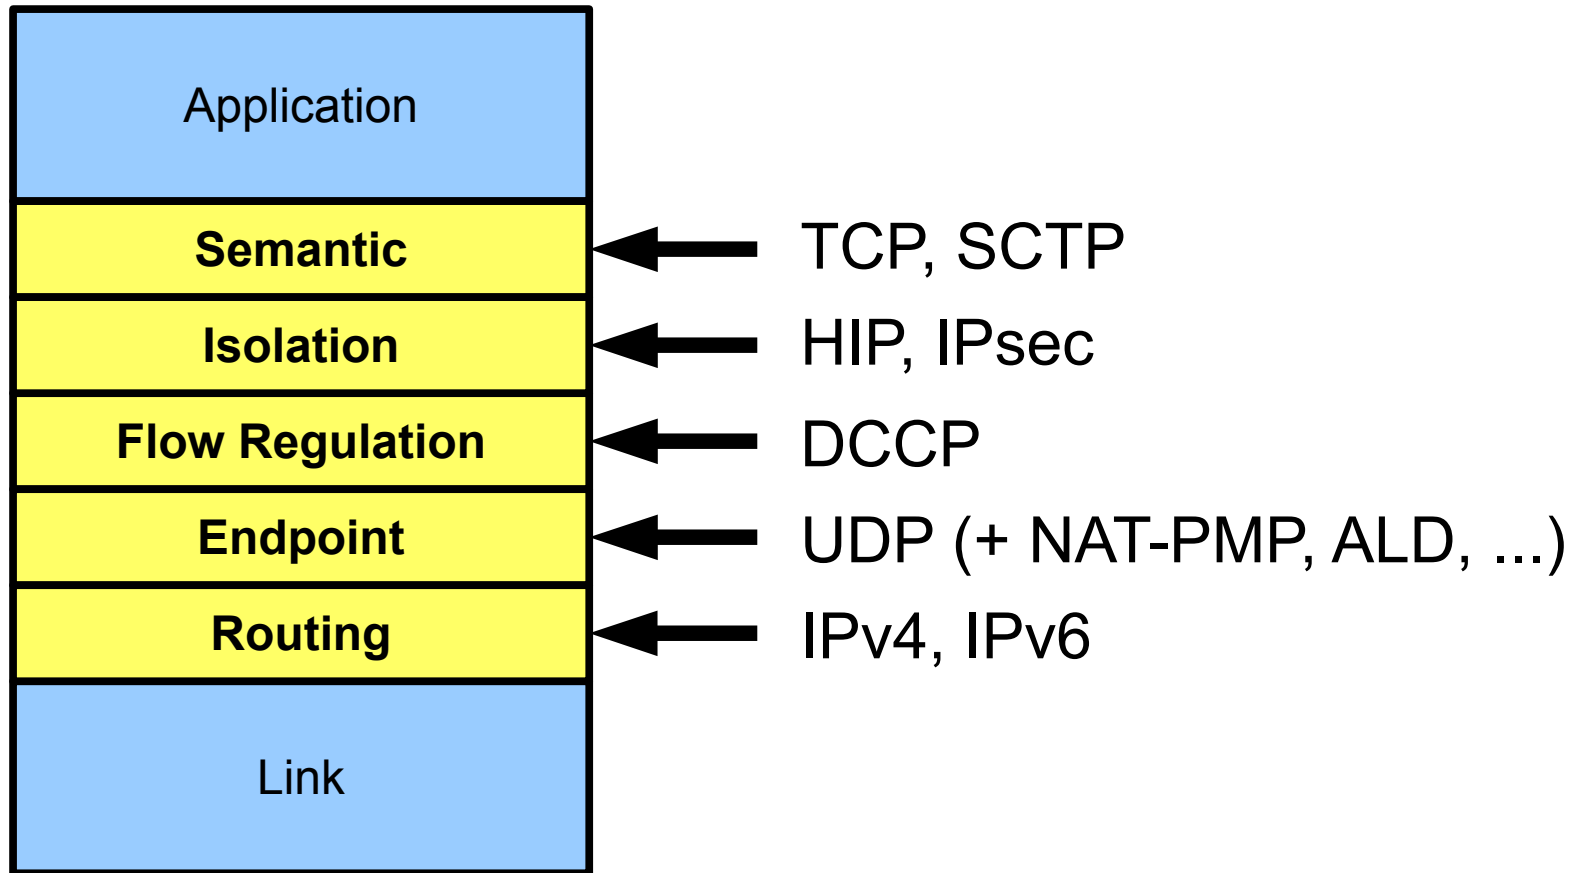 Application
Semantic
TCP, SCTP
Isolation
HIP, IPsec
Flow Regulation
DCCP
Endpoint
UDP (+ NAT-PMP, ALD, ...)
Routing
IPv4, IPv6
Link